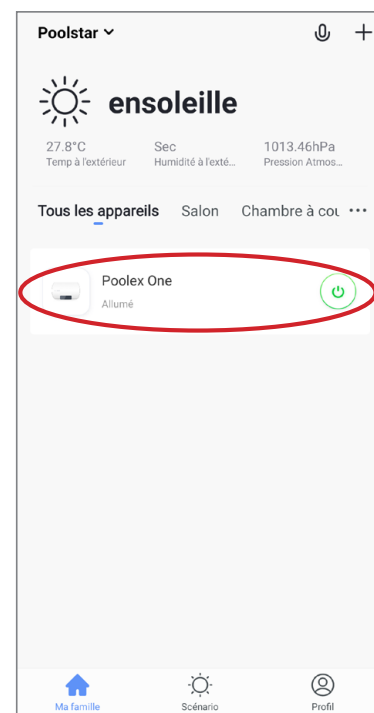 Poolstar
ensoleille
27.8°C Sec 1013.46hPa
Temp à l'extérieur Humidité à l'exté... Pression Atmos...
Tous les appareils Salon Chambre à cou ...
Poolex One
Allumé
Ma famille Scénario Profil